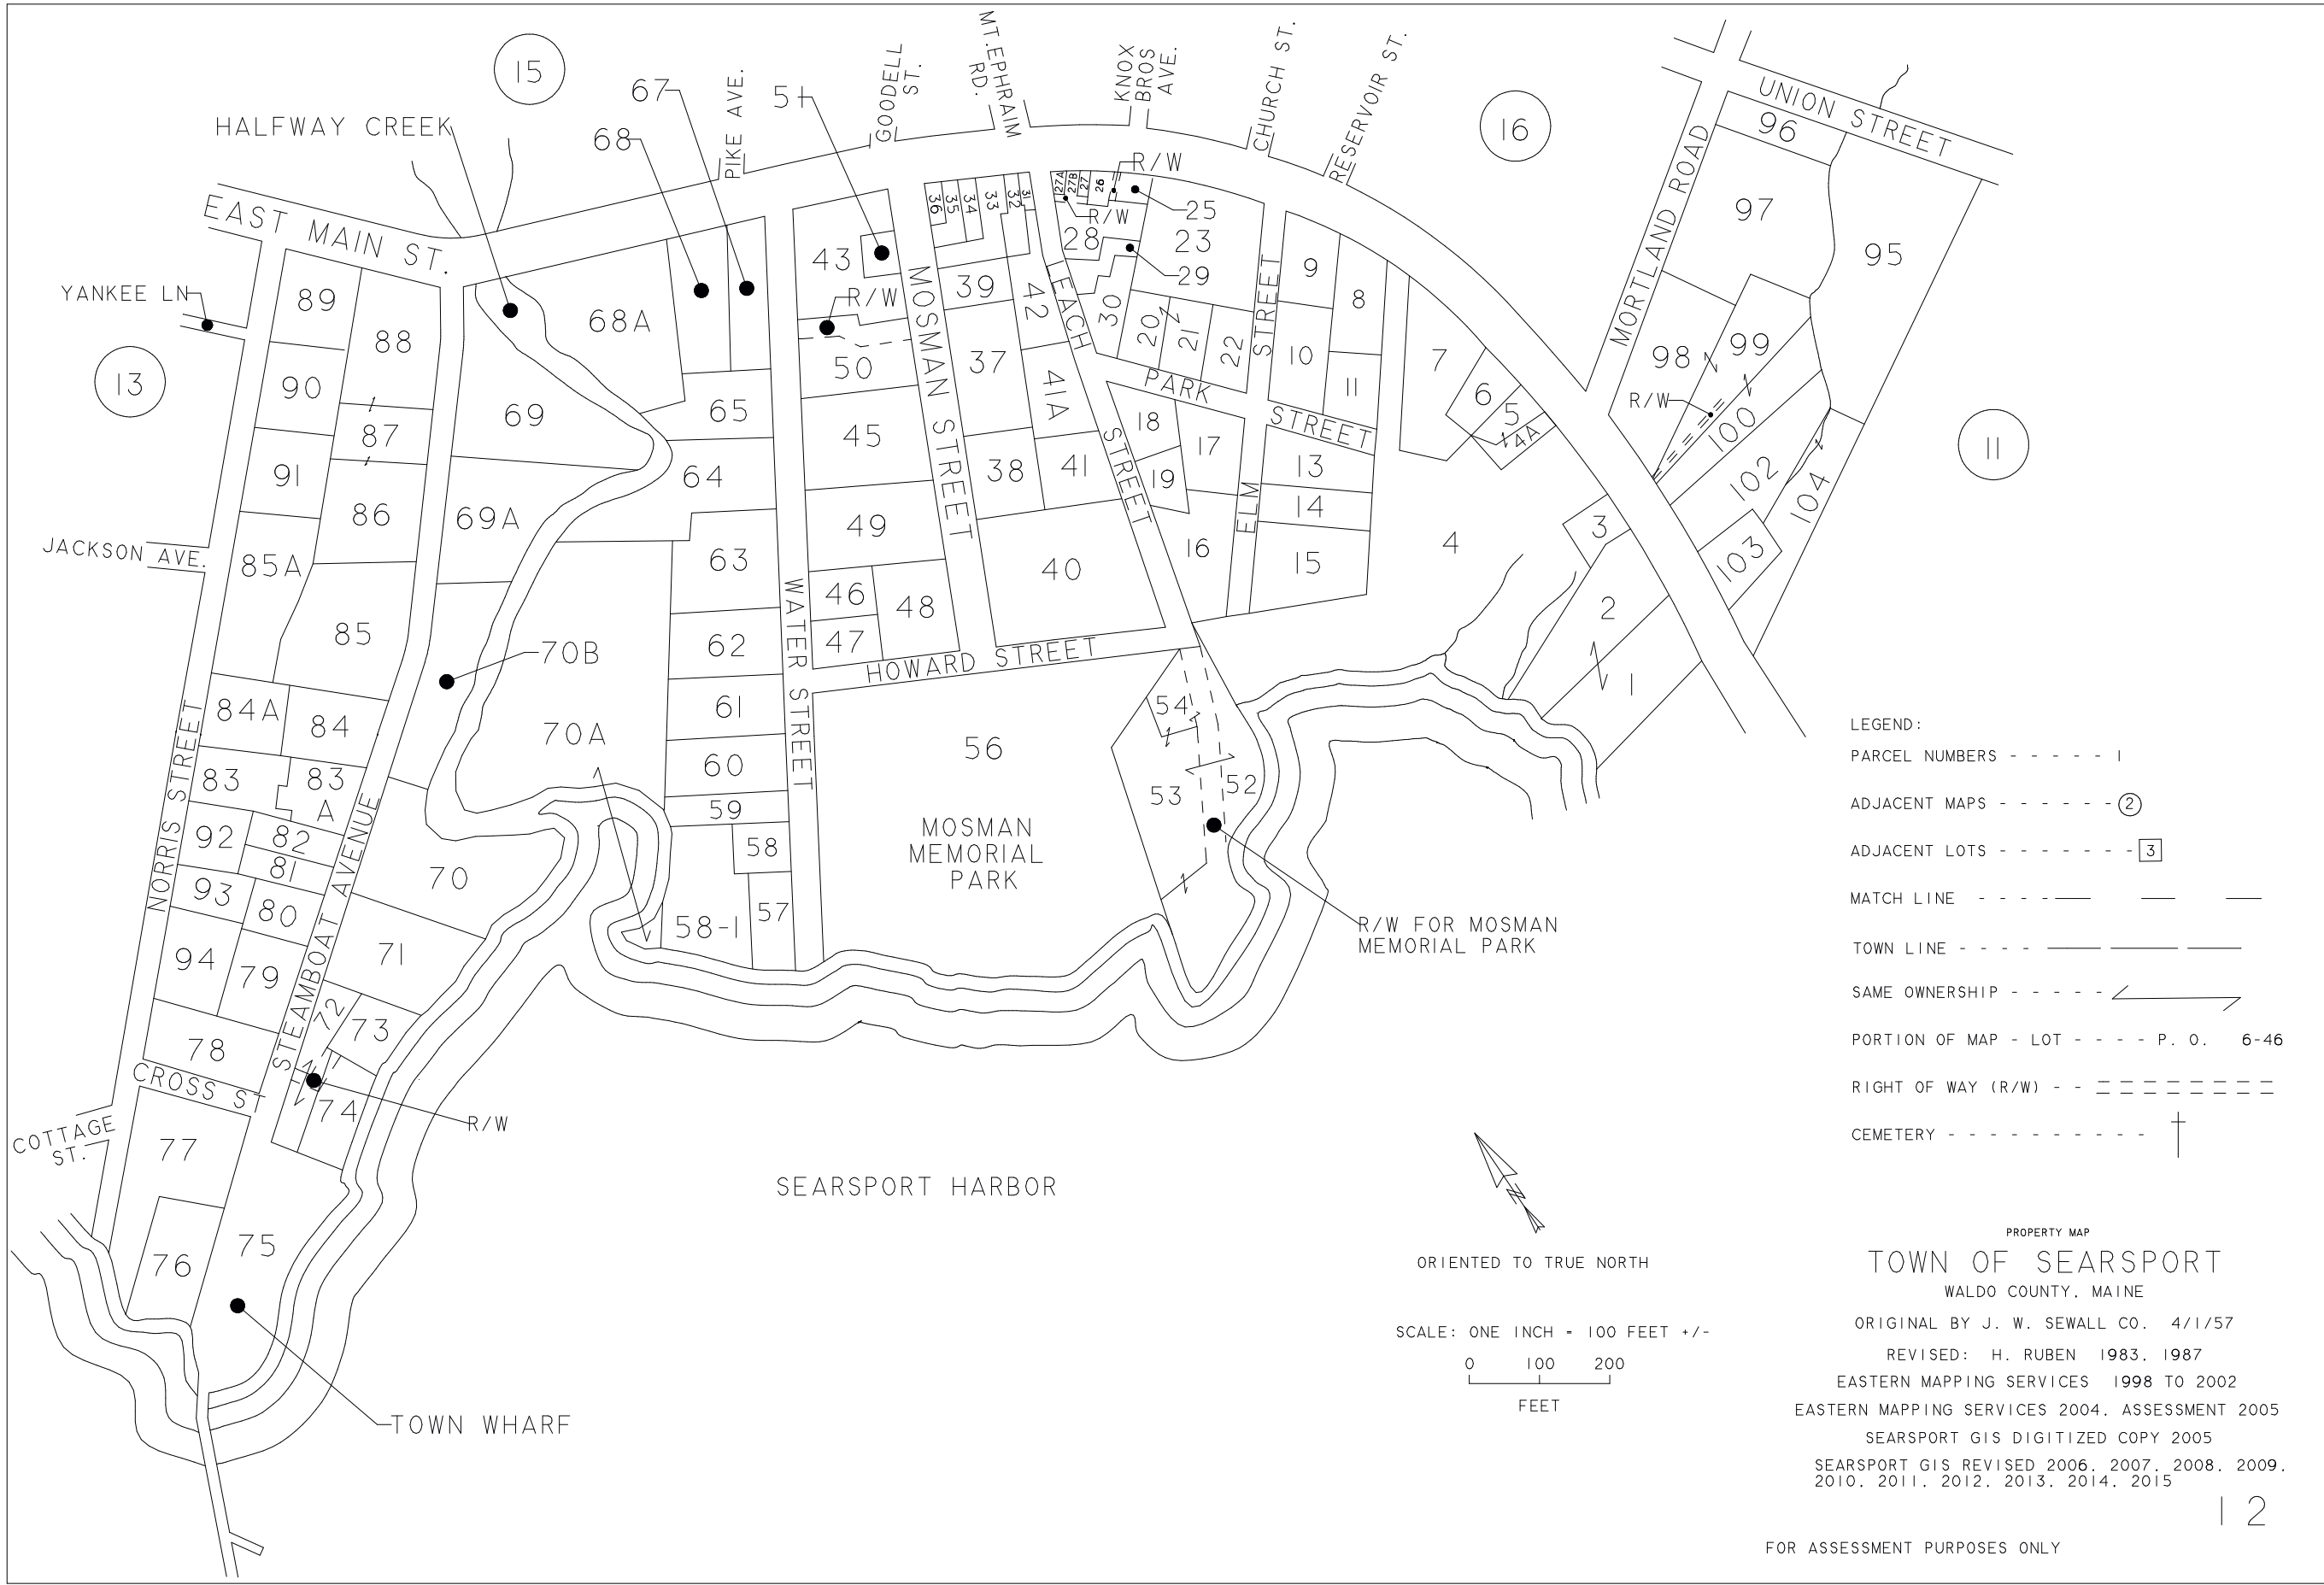 15
16
13
11
HALFWAY CREEK
67
68
PIKE AVE.
GOODELL
ST.
MT.EPHRAIM
RD.
KNOX
BROS
AVE.
CHURCH ST.
RESERVOIR ST.
UNION STREET
MORTLAND ROAD
EAST MAIN ST.
YANKEE LN
JACKSON AVE.
NORRIS STREET
STEAMBOAT AVENUE
COTTAGE
ST.
CROSS ST
WATER STREET
MOSMAN STREET
LEACH STREET
PARK STREET
ELM STREET
HOWARD STREET
R/W
R/W
R/W
R/W
R/W
96
97
95
98
99
100
102
103
104
89
88
90
87
91
86
85A
85
84A
84
83
83
A
92
82
81
93
80
94
79
78
77
76
75
74
73
72
71
70
70A
70B
69A
69
68A
65
64
63
62
61
60
59
58
58-1
57
43
50
45
49
46
47
48
36
35
34
33
32
31
39
42
37
41A
38
41
40
27A
27B
27
26
25
23
28
29
30
20
21
22
18
17
19
16
9
8
10
11
13
14
15
7
6
5
4A
4
3
2
1
56
MOSMAN
MEMORIAL
PARK
54
53
52
R/W FOR MOSMAN
MEMORIAL PARK
TOWN WHARF
SEARSPORT HARBOR
LEGEND:
PARCEL NUMBERS - - - - - 1
ADJACENT MAPS - - - - - - 2
ADJACENT LOTS - - - - - - - 3
MATCH LINE - - - -
TOWN LINE - - - -
SAME OWNERSHIP - - - - -
PORTION OF MAP - LOT - - - - P. O. 6-46
RIGHT OF WAY (R/W) - -
CEMETERY - - - - - - - - - -
ORIENTED TO TRUE NORTH
SCALE: ONE INCH = 100 FEET +/-
0 100 200
FEET
PROPERTY MAP
TOWN OF SEARSPORT
WALDO COUNTY, MAINE
ORIGINAL BY J. W. SEWALL CO. 4/1/57
REVISED: H. RUBEN 1983, 1987
EASTERN MAPPING SERVICES 1998 TO 2002
EASTERN MAPPING SERVICES 2004, ASSESSMENT 2005
SEARSPORT GIS DIGITIZED COPY 2005
SEARSPORT GIS REVISED 2006, 2007, 2008, 2009,
2010, 2011, 2012, 2013, 2014, 2015
12
FOR ASSESSMENT PURPOSES ONLY